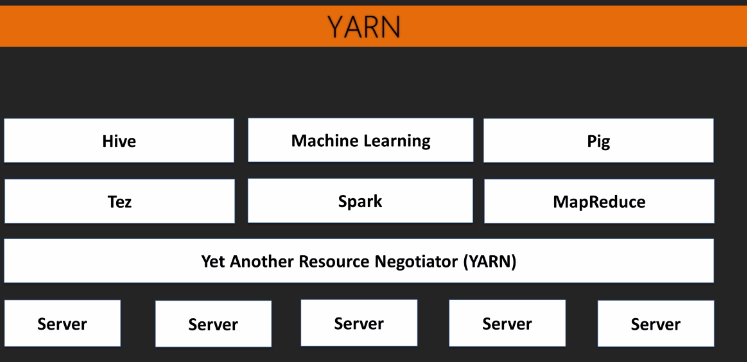 YARN
Hive
Machine Learning
Pig
Tez
Spark
MapReduce
Yet Another Resource Negotiator (YARN)
Server
Server
Server
Server
Server